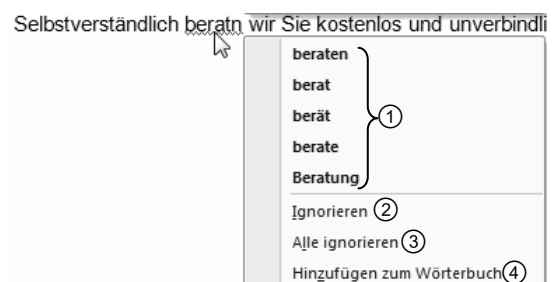 Selbstverständlich beratn wir Sie kostenlos und unverbindli
beraten
berat
berät
berate
Beratung
1
Ignorieren 2
Alle ignorieren 3
Hinzufügen zum Wörterbuch 4